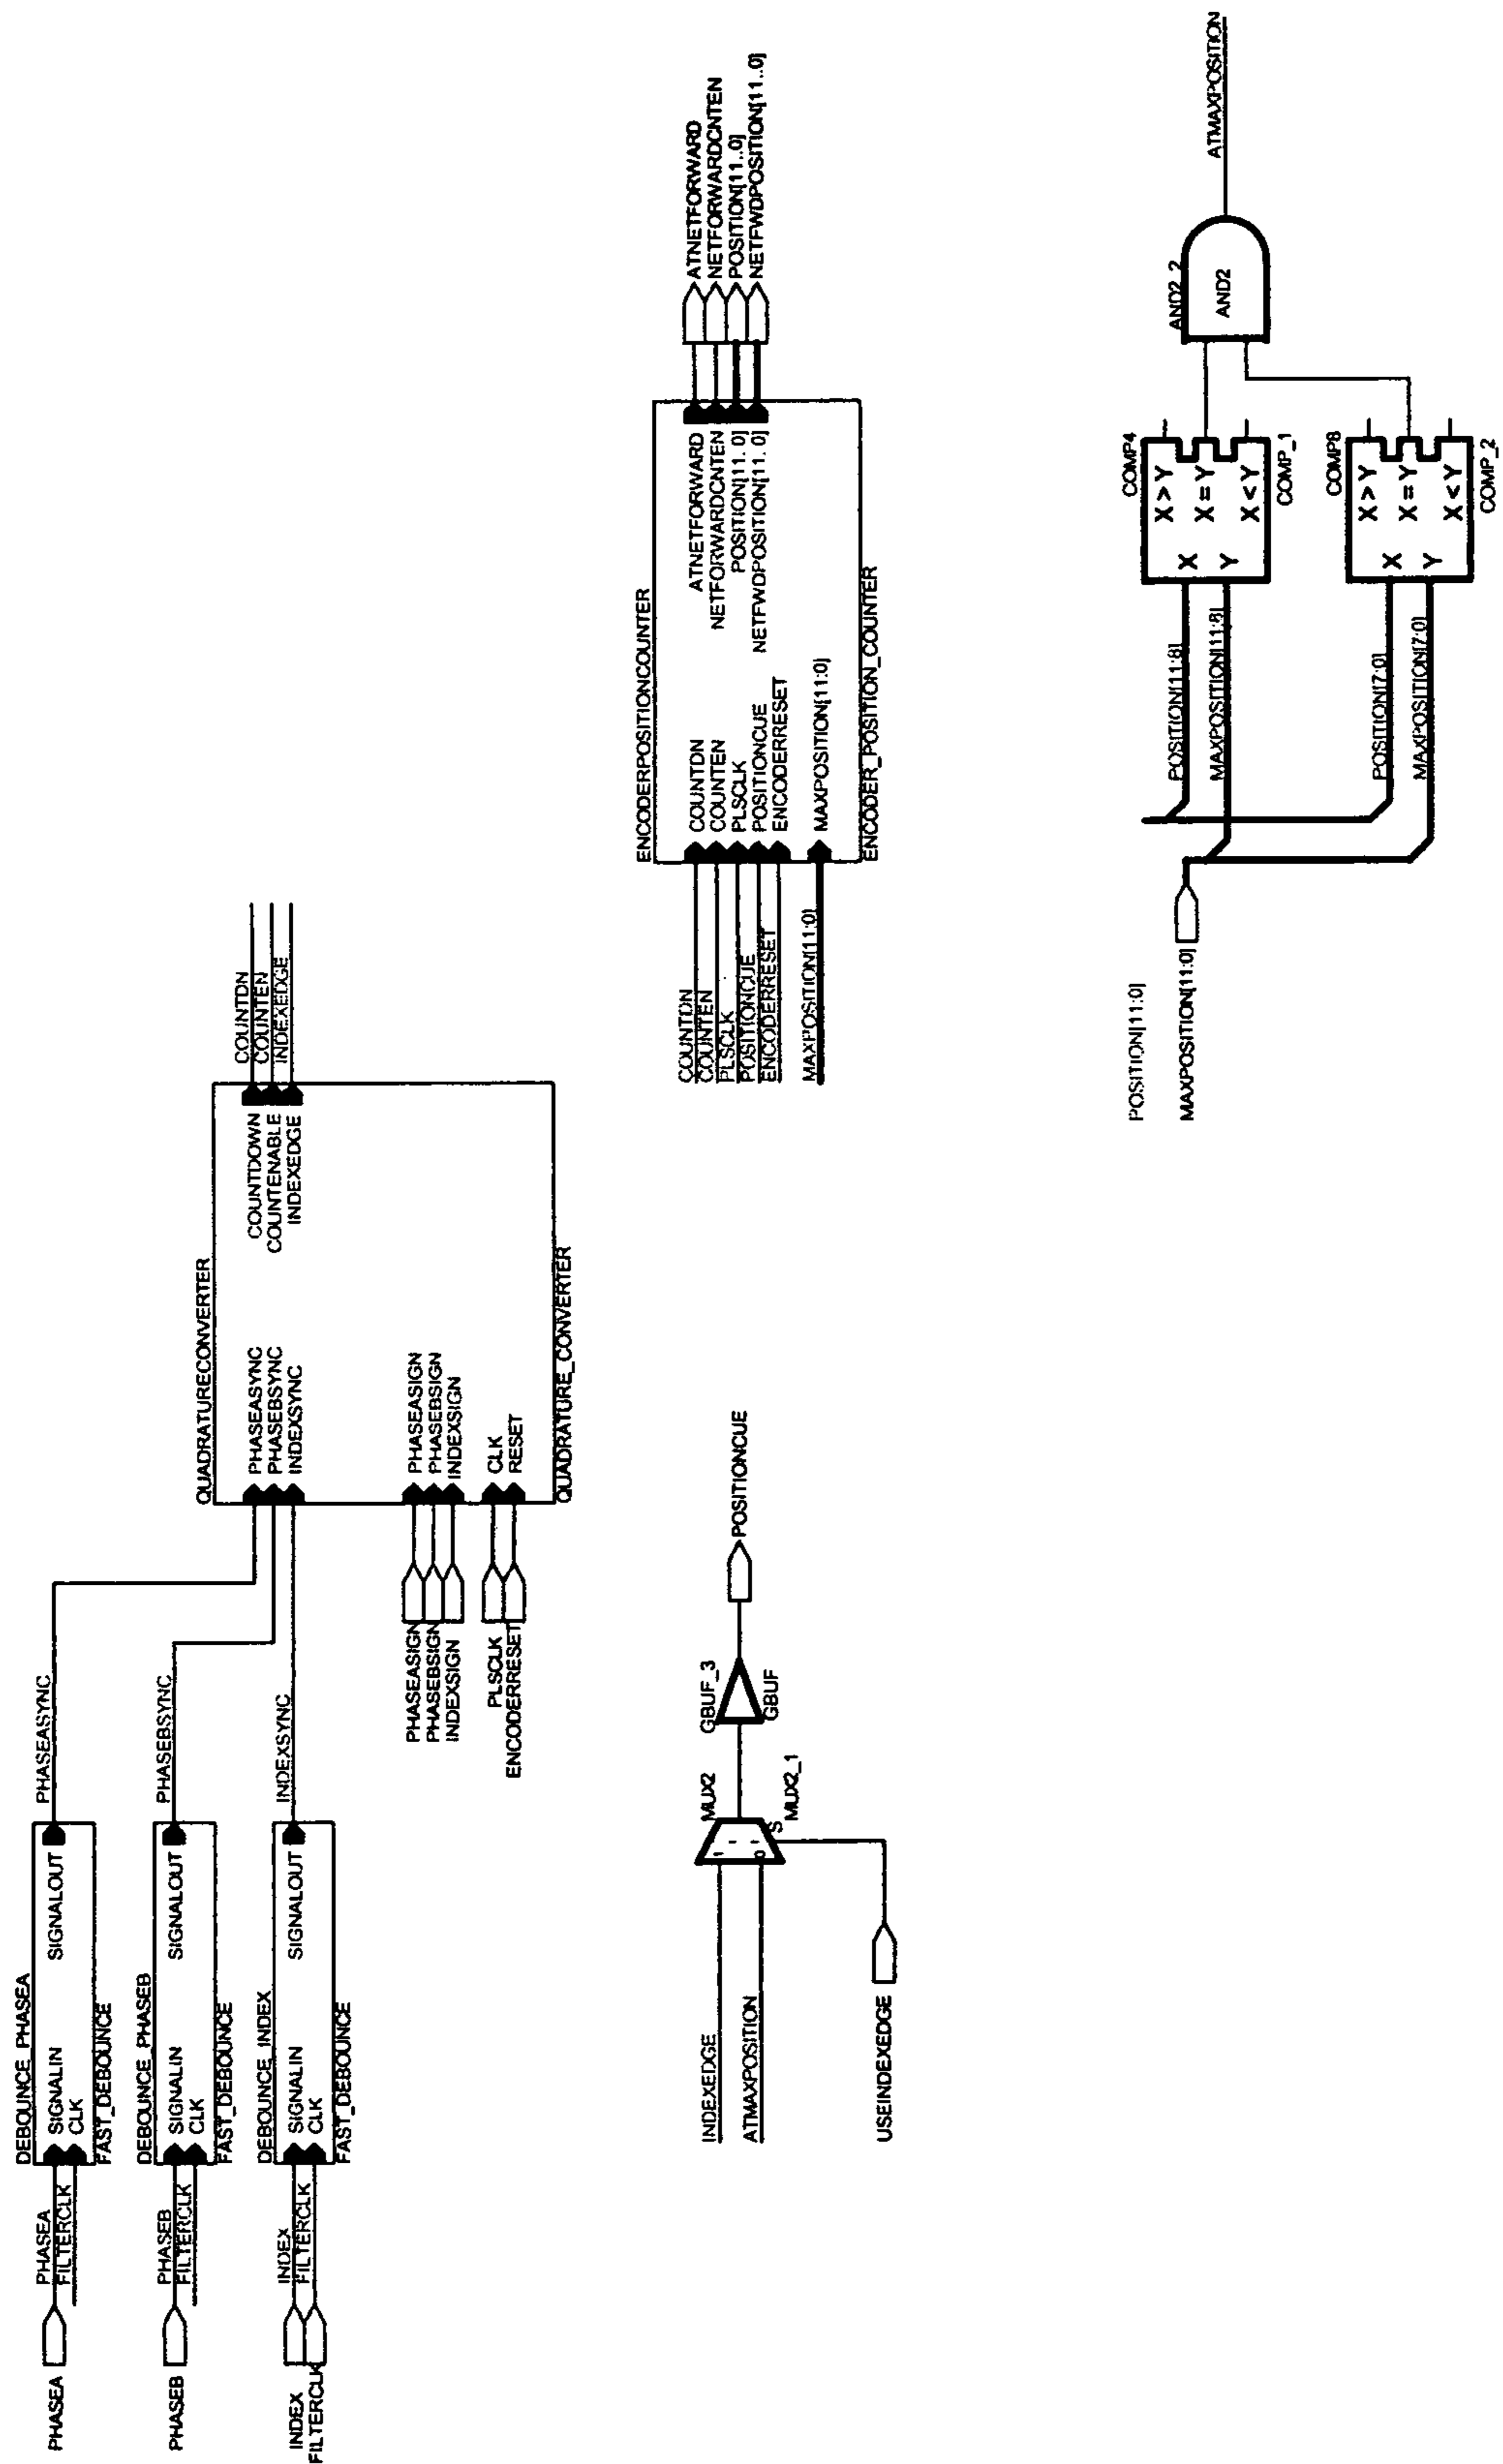 PHASEA
PHASEA
FILTERCLK
DEBOUNCE_PHASEA
SIGNALIN
SIGNALOUT
CLK
FAST_DEBOUNCE
PHASEASYNC
PHASEB
PHASEB
FILTERCLK
DEBOUNCE_PHASEB
SIGNALIN
SIGNALOUT
CLK
FAST_DEBOUNCE
PHASEBSYNC
INDEX
FILTERCLK
INDEX
FILTERCLK
DEBOUNCE_INDEX
SIGNALIN
SIGNALOUT
CLK
FAST_DEBOUNCE
INDEXSYNC
QUADRATURECONVERTER
PHASEASYNC
PHASEBSYNC
INDEXSYNC
COUNTDOWN
COUNTENABLE
INDEXEDGE
COUNTDN
COUNTEN
INDEXEDGE
PHASEASIGN
PHASEBSIGN
INDEXSIGN
PHASEASIGN
PHASEBSIGN
INDEXSIGN
PLSCLK
ENCODERRESET
CLK
RESET
QUADRATURE_CONVERTER
INDEXEDGE
ATMAXPOSITION
USEINDEXEDGE
MUX2
1
0
S
MUX2_1
GBUF_3
GBUF
POSITIONCUE
ENCODERPOSITIONCOUNTER
COUNTDN
COUNTEN
PLSCLK
POSITIONCUE
ENCODERRESET
MAXPOSITION[11:0]
COUNTDN
COUNTEN
PLSCLK
POSITIONCUE
ENCODERRESET
MAXPOSITION[11:0]
ATNETFORWARD
NETFORWARDCNTEN
POSITION[11..0]
NETFWDPOSITION[11..0]
ENCODER_POSITION_COUNTER
ATNETFORWARD
NETFORWARDCNTEN
POSITION[11..0]
NETFWDPOSITION[11..0]
POSITION[11:0]
MAXPOSITION[11:0]
POSITION[11:8]
MAXPOSITION[11:8]
POSITION[7:0]
MAXPOSITION[7:0]
COMP4
X > Y
X
X = Y
Y
X < Y
COMP_1
COMP8
X > Y
X
X = Y
Y
X < Y
COMP_2
AND2_2
AND2
ATMAXPOSITION